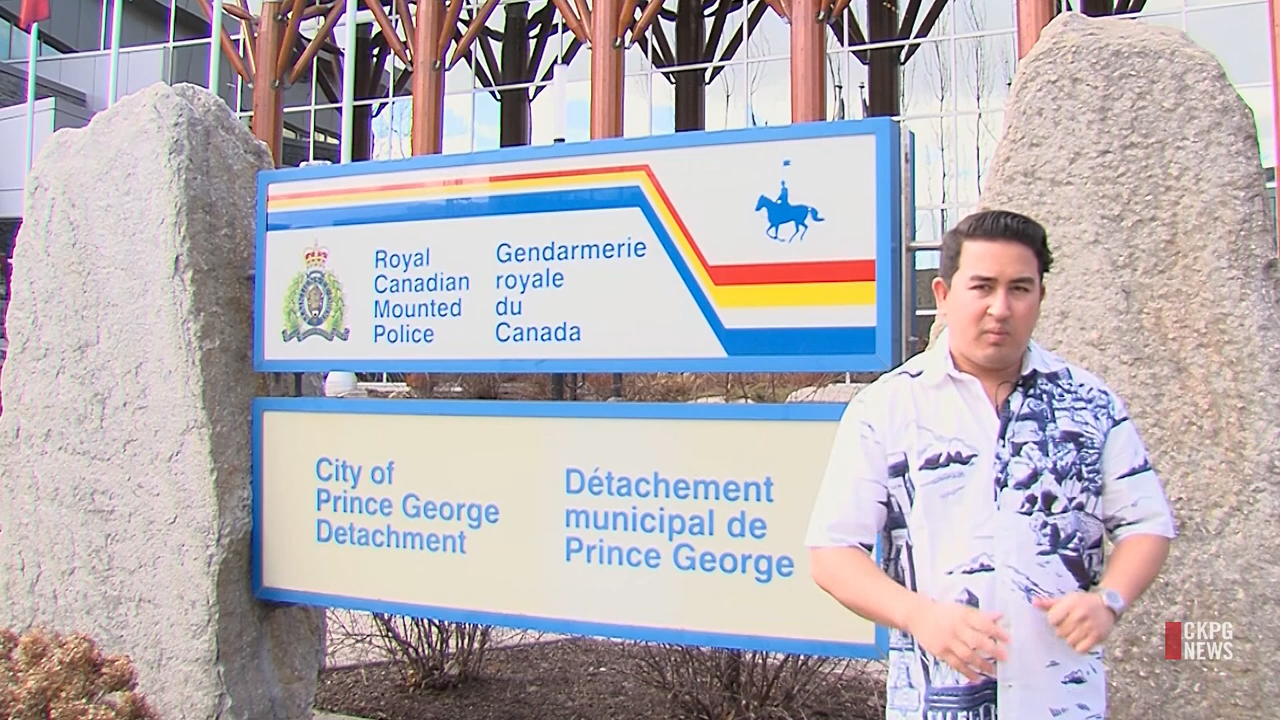 Royal
Canadian
Mounted
Police
Gendarmerie
royale
du
Canada
City of
Prince George
Detachment
Détachement
municipal de
Prince George
CKPG
NEWS